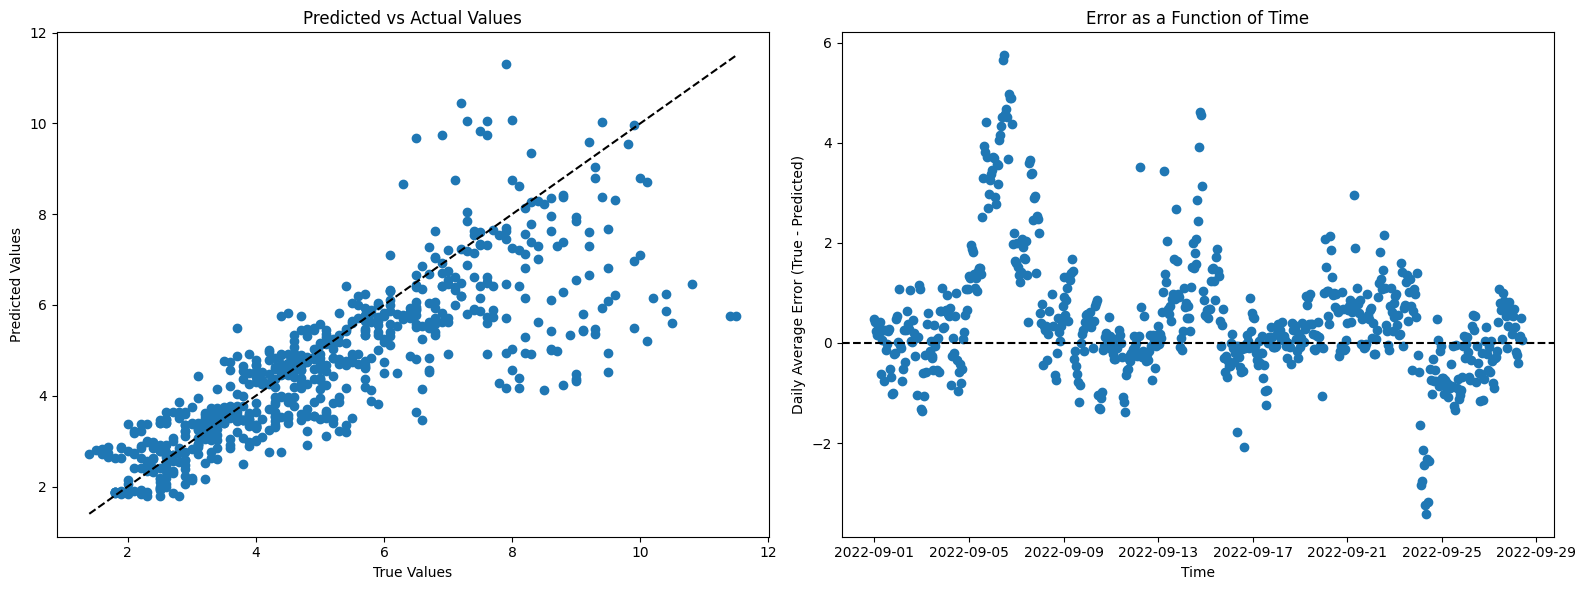 Predicted vs Actual Values
12
10
8
6
4
2
Predicted Values
2 4 6 8 10 12
True Values
Error as a Function of Time
6
4
2
0
−2
Daily Average Error (True - Predicted)
2022-09-01 2022-09-05 2022-09-09 2022-09-13 2022-09-17 2022-09-21 2022-09-25 2022-09-29
Time